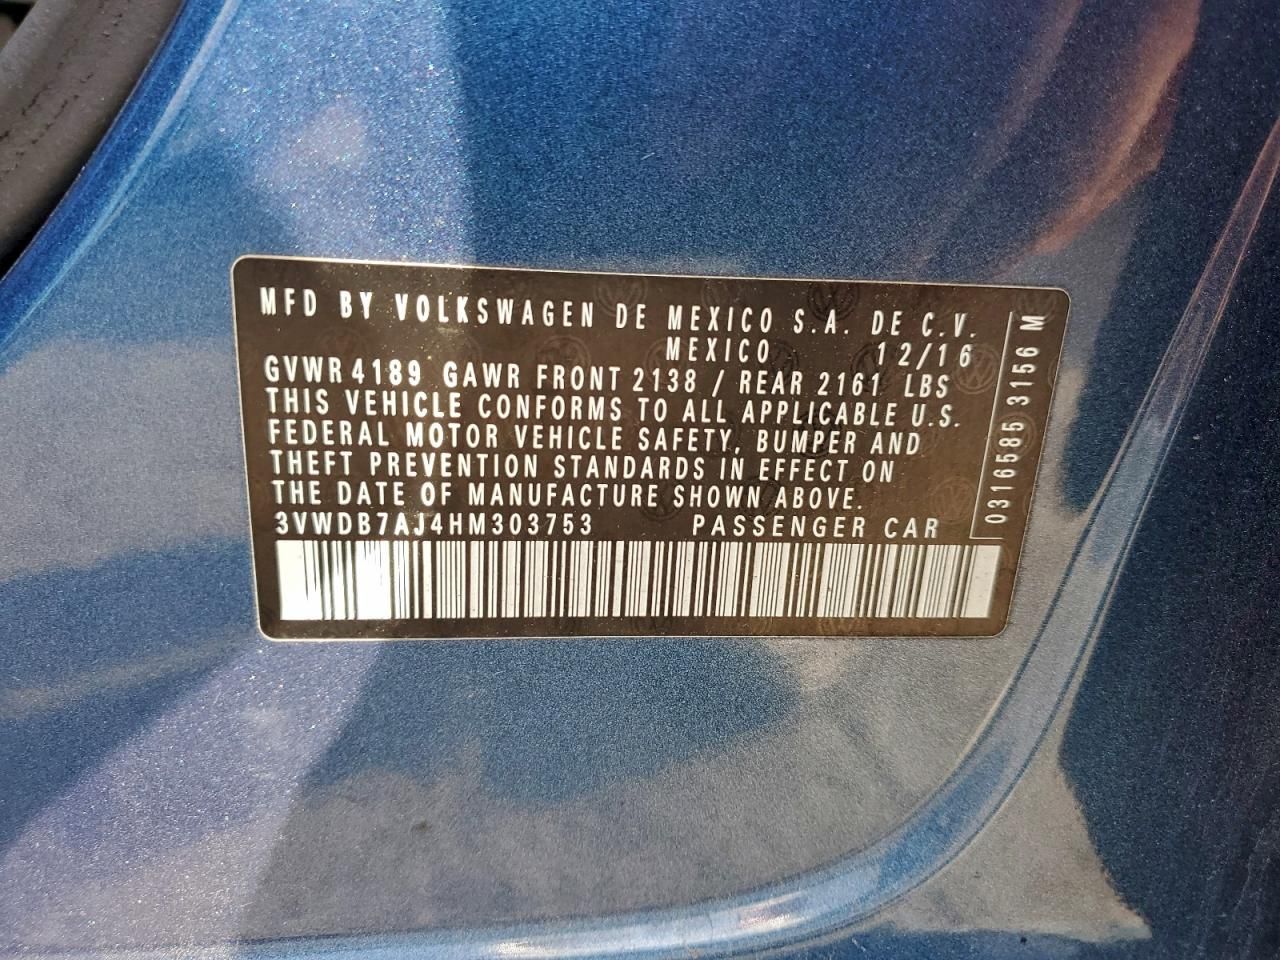 MFD BY VOLKSWAGEN DE MEXICO S.A. DE C.V.
MEXICO 12/16
GVWR 4189 GAWR FRONT 2138 / REAR 2161 LBS
THIS VEHICLE CONFORMS TO ALL APPLICABLE U.S.
FEDERAL MOTOR VEHICLE SAFETY, BUMPER AND
THEFT PREVENTION STANDARDS IN EFFECT ON
THE DATE OF MANUFACTURE SHOWN ABOVE.
3VWDB7AJ4HM303753 PASSENGER CAR
0316585 3156 M